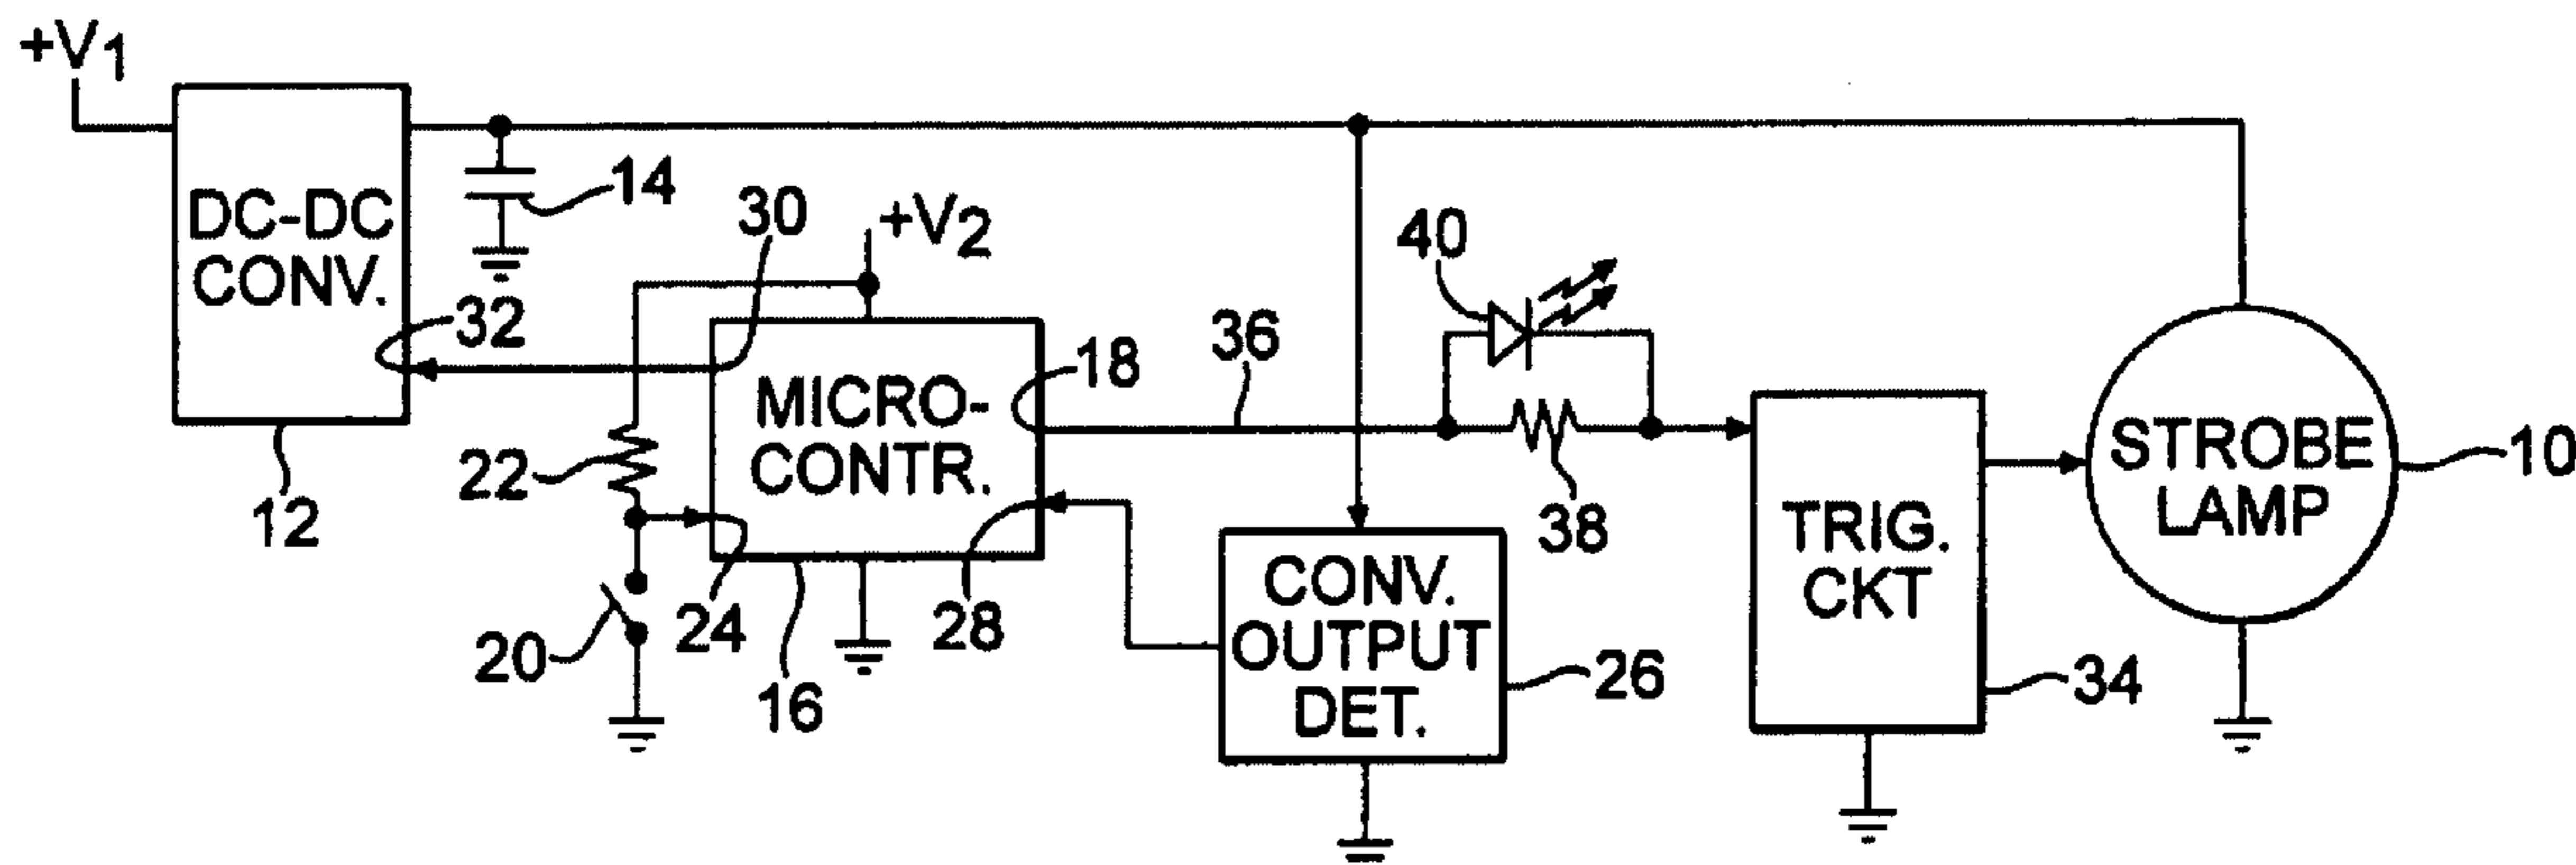 +V1
DC-DC
CONV.
14
30
+V2
32
12
22
20
24
16
MICRO-
CONTR.
18
28
36
40
38
CONV.
OUTPUT
DET.
26
TRIG.
CKT
34
STROBE
LAMP
10